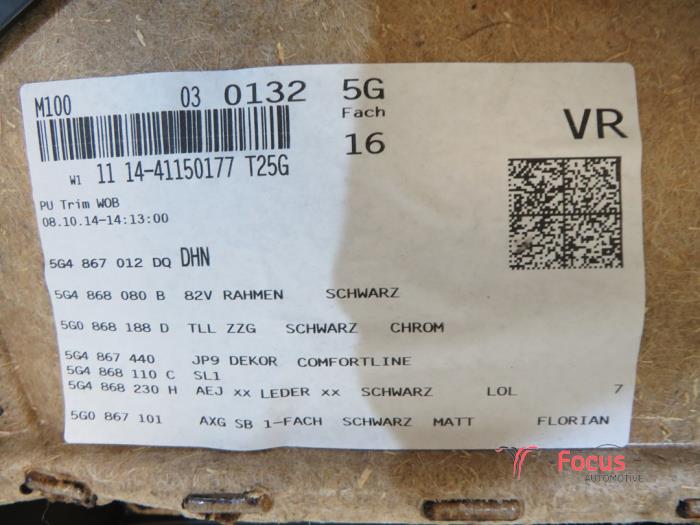 M100 03 0132 5G
Fach
VR
16
W1 11 14-41150177 T25G
PU Trim WOB
08.10.14-14:13:00
5G4 867 012 DQ DHN
5G4 868 080 B 82V RAHMEN SCHWARZ
5G0 868 188 D TLL ZZG SCHWARZ CHROM
5G4 867 440 JP9 DEKOR COMFORTLINE
5G4 868 110 C SL1
5G4 868 230 H AEJ xx LEDER xx SCHWARZ LOL 7
5G0 867 101 AXG SB 1-FACH SCHWARZ MATT FLORIAN
Focus
AUTOMOTIVE